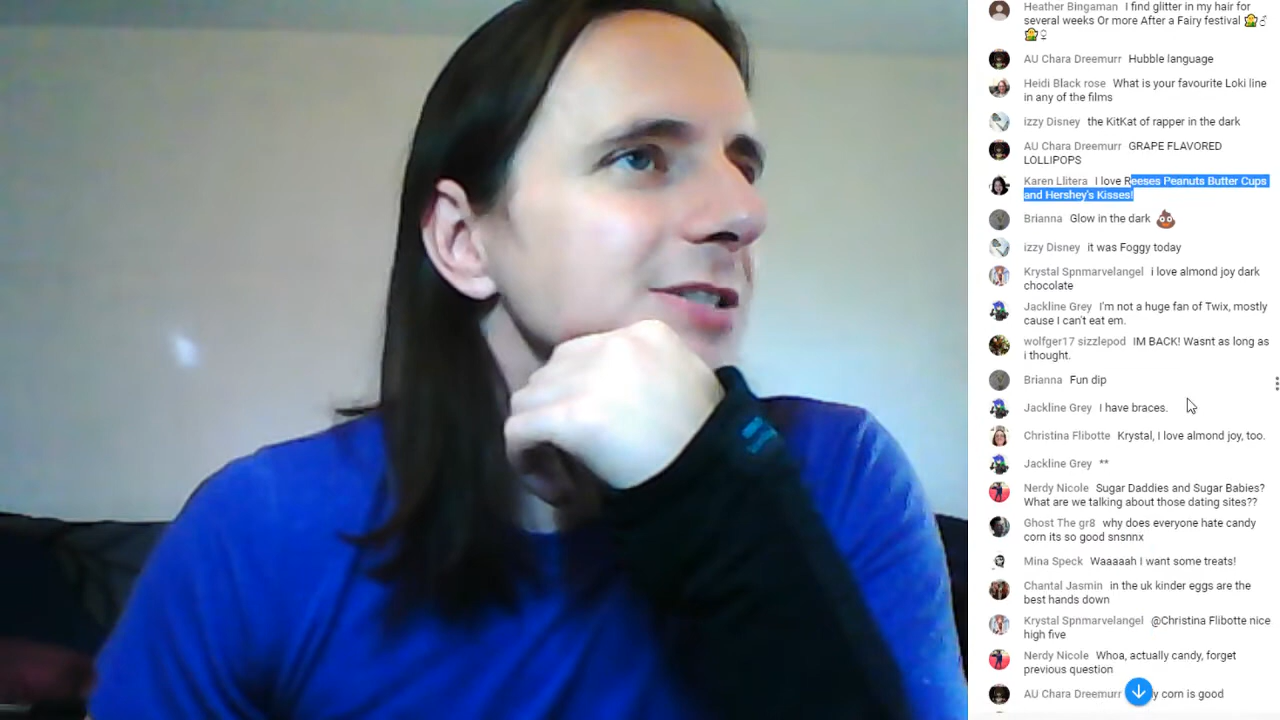 Heather Bingaman I find glitter in my hair for
several weeks Or more After a Fairy festival
AU Chara Dreemurr Hubble language
Heidi Black rose What is your favourite Loki line
in any of the films
izzy Disney the KitKat of rapper in the dark
AU Chara Dreemurr GRAPE FLAVORED
LOLLIPOPS
Karen Llitera I love Reeses Peanuts Butter Cups
and Hershey's Kisses!
Brianna Glow in the dark 💩
izzy Disney it was Foggy today
Krystal Spnmarvelangel i love almond joy dark
chocolate
Jackline Grey I'm not a huge fan of Twix, mostly
cause I can't eat em.
wolfger17 sizzlepod IM BACK! Wasnt as long as
i thought.
Brianna Fun dip
Jackline Grey I have braces.
Christina Flibotte Krystal, I love almond joy, too.
Jackline Grey **
Nerdy Nicole Sugar Daddies and Sugar Babies?
What are we talking about those dating sites??
Ghost The gr8 why does everyone hate candy
corn its so good snsnnx
Mina Speck Waaaaah I want some treats!
Chantal Jasmin in the uk kinder eggs are the
best hands down
Krystal Spnmarvelangel @Christina Flibotte nice
high five
Nerdy Nicole Whoa, actually candy, forget
previous question
AU Chara Dreemurr corn is good